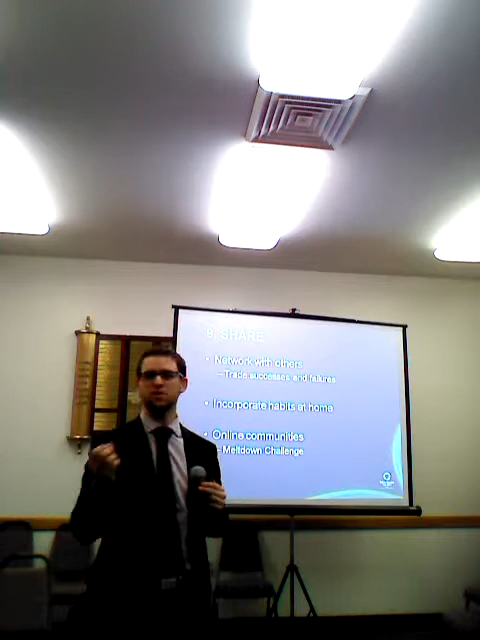 9. SHARE
• Network with others
– Trade successes and failures
• Incorporate habits at home
• Online communities
– Meltdown Challenge